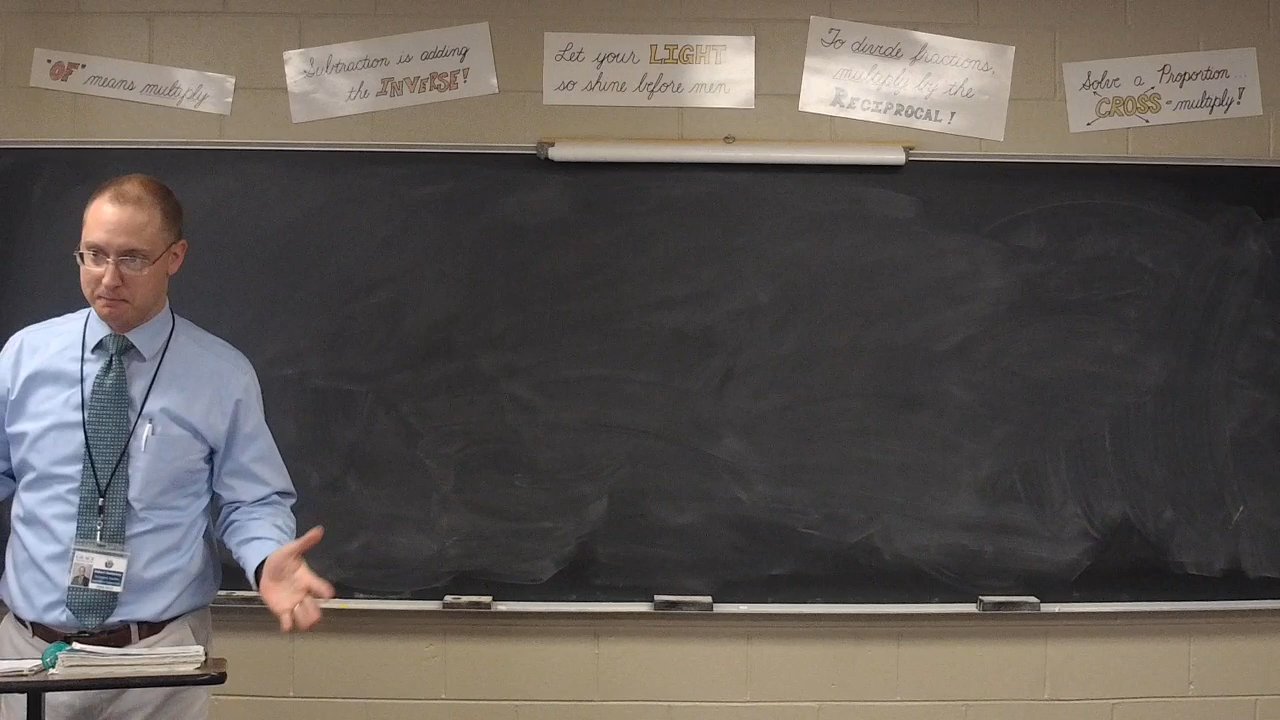 "OF" means multiply
Subtraction is adding
the INVERSE!
Let your LIGHT
so shine before men
To divide fractions,
multiply by the
RECIPROCAL!
Solve a Proportion...
CROSS-multiply!
GRACE